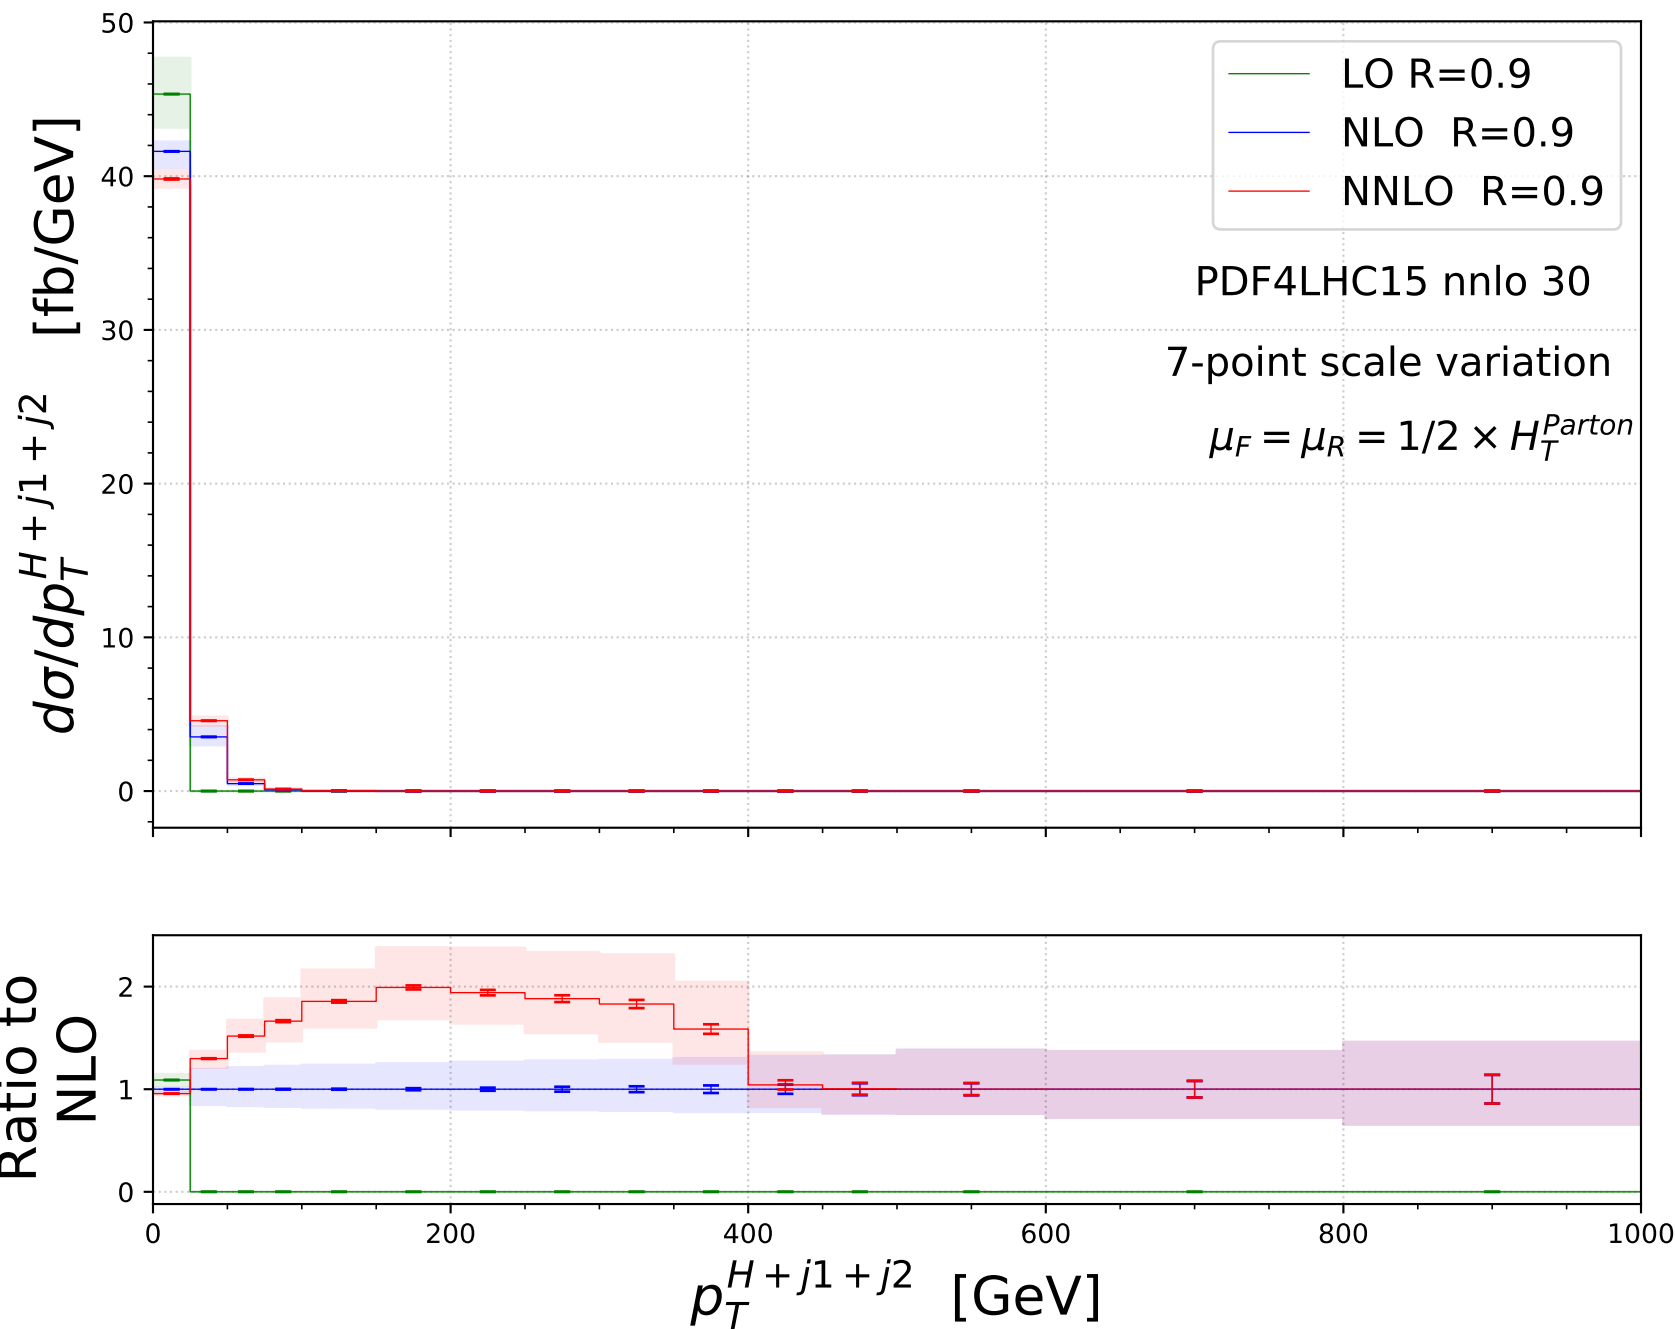 50
40
30
20
10
0
dσ/dp_T^{H+j1+j2} [fb/GeV]
LO R=0.9
NLO R=0.9
NNLO R=0.9
PDF4LHC15 nnlo 30
7-point scale variation
μ_F = μ_R = 1/2 × H_T^{Parton}
2
1
0
Ratio to
NLO
0 200 400 600 800 1000
p_T^{H+j1+j2} [GeV]